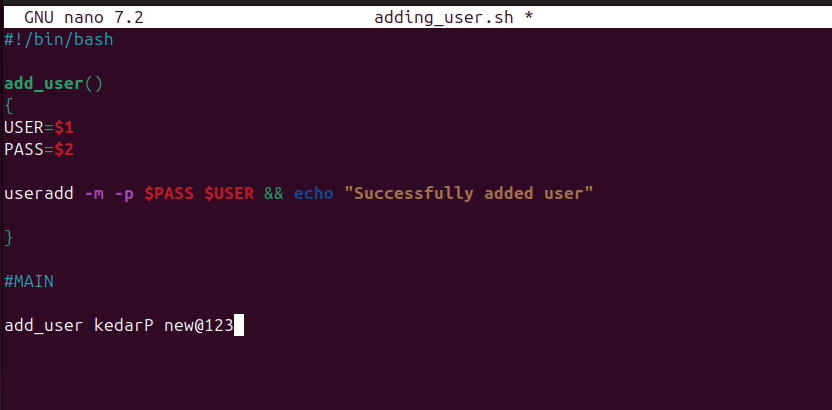 GNU nano 7.2 adding_user.sh *
#!/bin/bash
add_user()
{
USER=$1
PASS=$2
useradd -m -p $PASS $USER && echo "Successfully added user"
}
#MAIN
add_user kedarP new@123